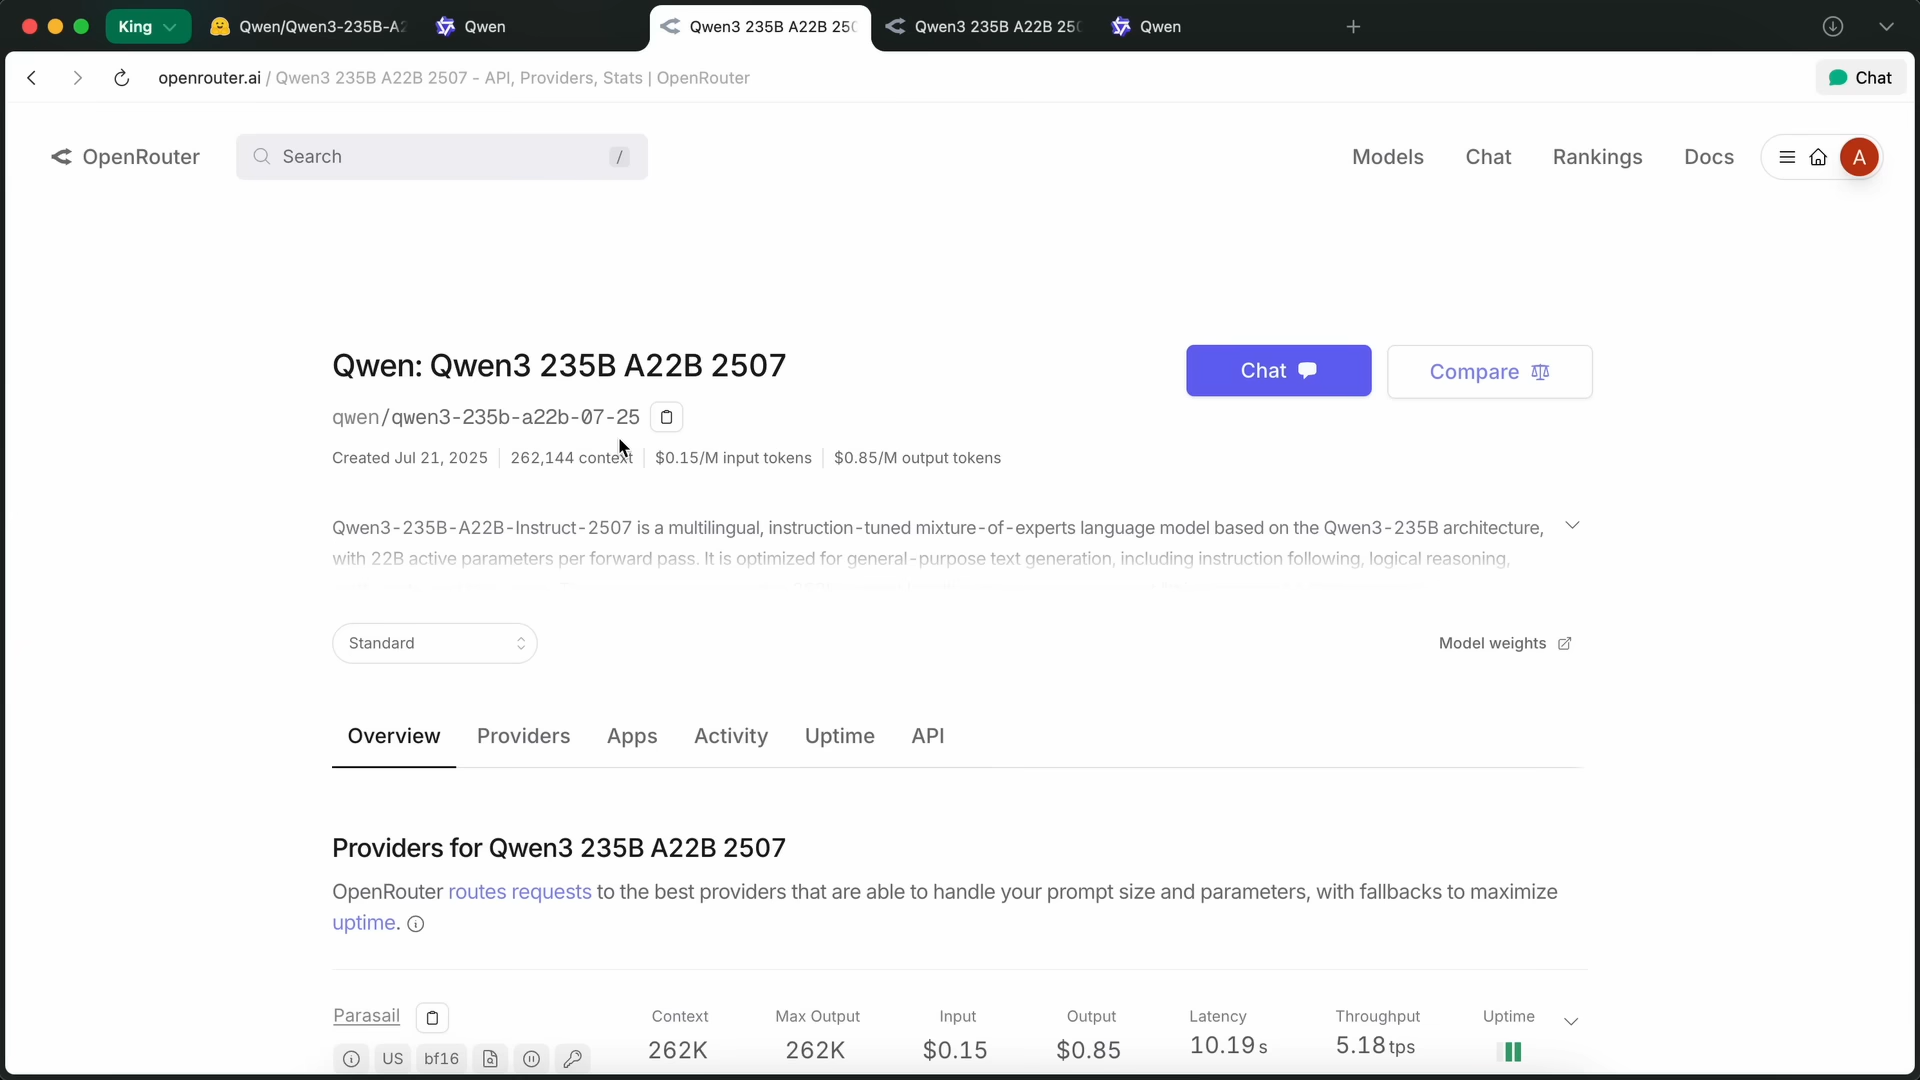 King
Qwen/Qwen3-235B-A2
Qwen
Qwen3 235B A22B 250
Qwen3 235B A22B 250
Qwen
openrouter.ai / Qwen3 235B A22B 2507 - API, Providers, Stats | OpenRouter
Chat
OpenRouter
Search
/
Models
Chat
Rankings
Docs
A
Qwen: Qwen3 235B A22B 2507
Chat
Compare
qwen/qwen3-235b-a22b-07-25
Created Jul 21, 2025
262,144 context
$0.15/M input tokens
$0.85/M output tokens
Qwen3-235B-A22B-Instruct-2507 is a multilingual, instruction-tuned mixture-of-experts language model based on the Qwen3-235B architecture,
with 22B active parameters per forward pass. It is optimized for general-purpose text generation, including instruction following, logical reasoning,
Standard
Model weights
Overview
Providers
Apps
Activity
Uptime
API
Providers for Qwen3 235B A22B 2507
OpenRouter routes requests to the best providers that are able to handle your prompt size and parameters, with fallbacks to maximize
uptime.
Parasail
Context
Max Output
Input
Output
Latency
Throughput
Uptime
US
bf16
262K
262K
$0.15
$0.85
10.19s
5.18tps